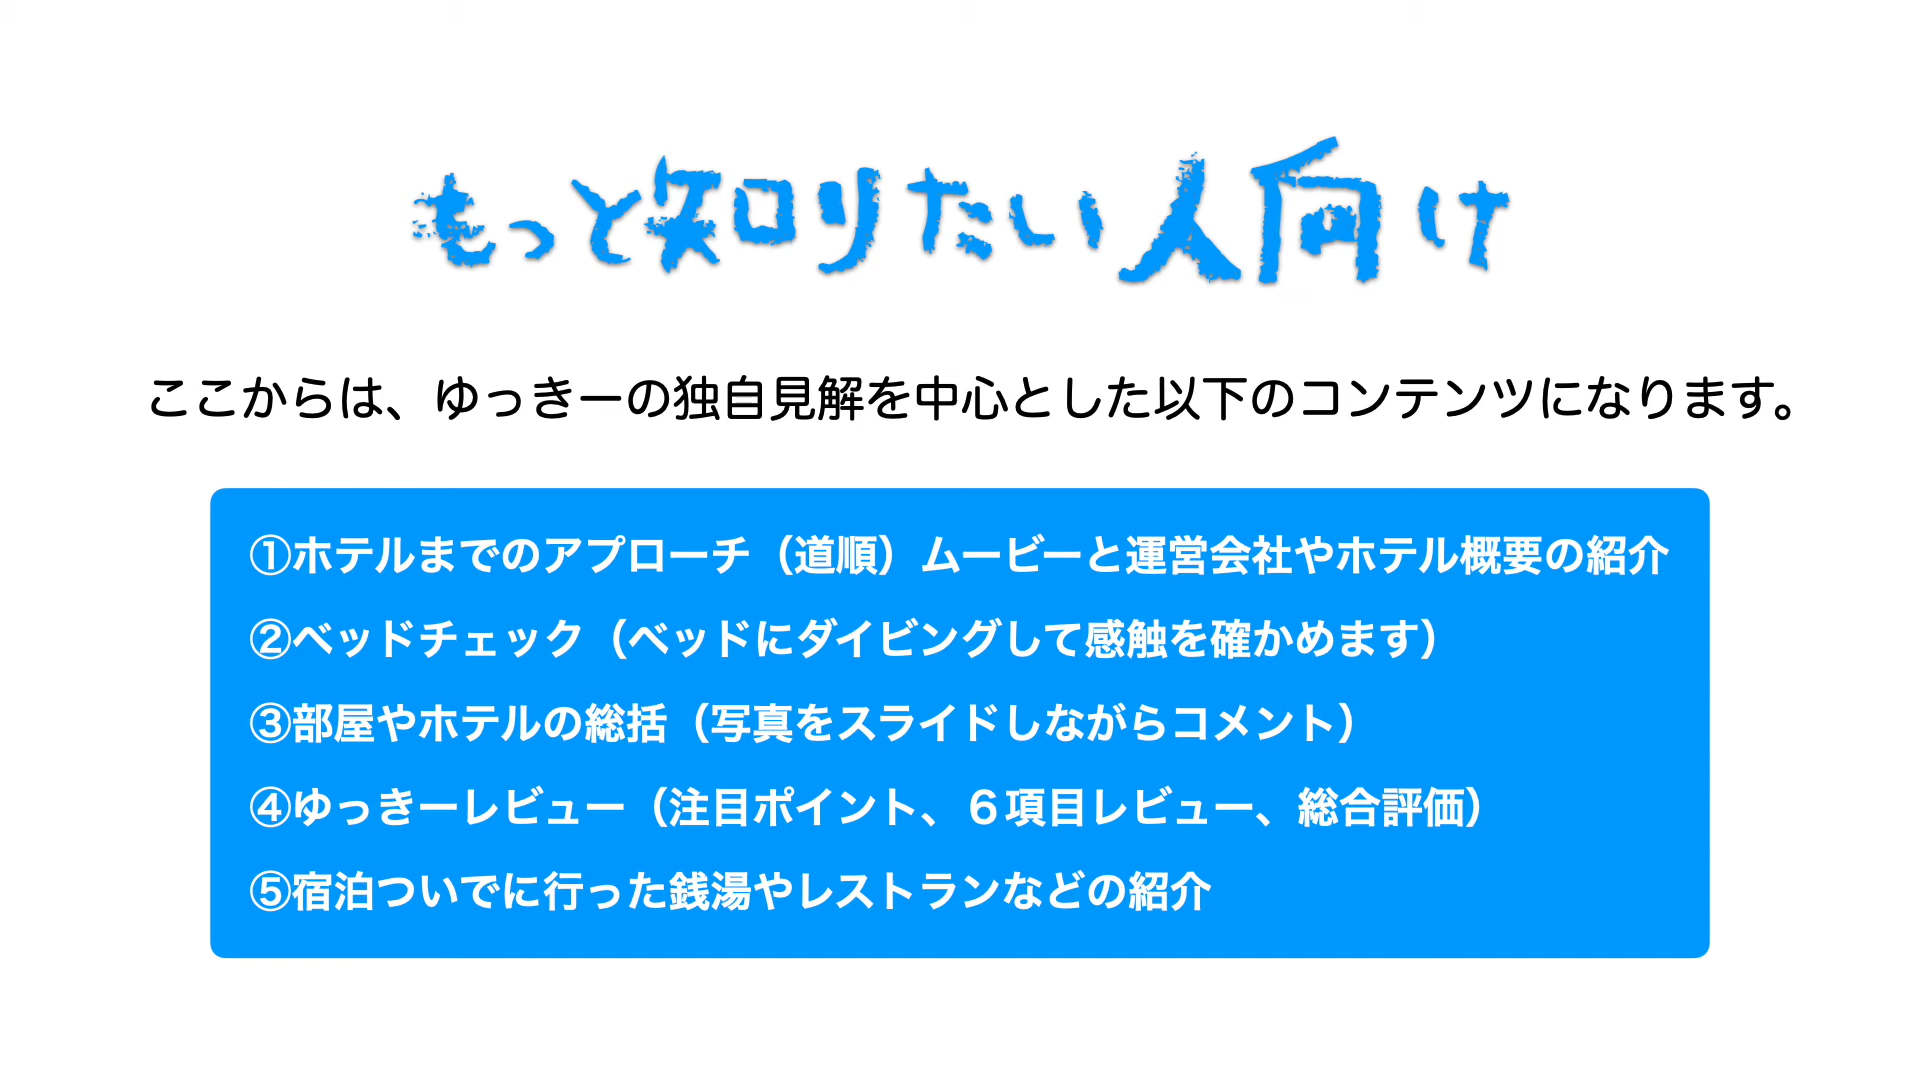 もっと知りたい人向け
ここからは、ゆっきーの独自見解を中心とした以下のコンテンツになります。
①ホテルまでのアプローチ（道順）ムービーと運営会社やホテル概要の紹介
②ベッドチェック（ベッドにダイビングして感触を確かめます）
③部屋やホテルの総括（写真をスライドしながらコメント）
④ゆっきーレビュー（注目ポイント、６項目レビュー、総合評価）
⑤宿泊ついでに行った銭湯やレストランなどの紹介